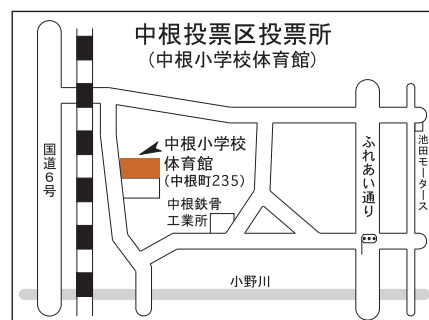 中根投票区投票所
(中根小学校体育館)
中根小学校
体育館
(中根町235)
中根鉄骨
工業所
国道6号
ふれあい通り
池田モータース
小野川